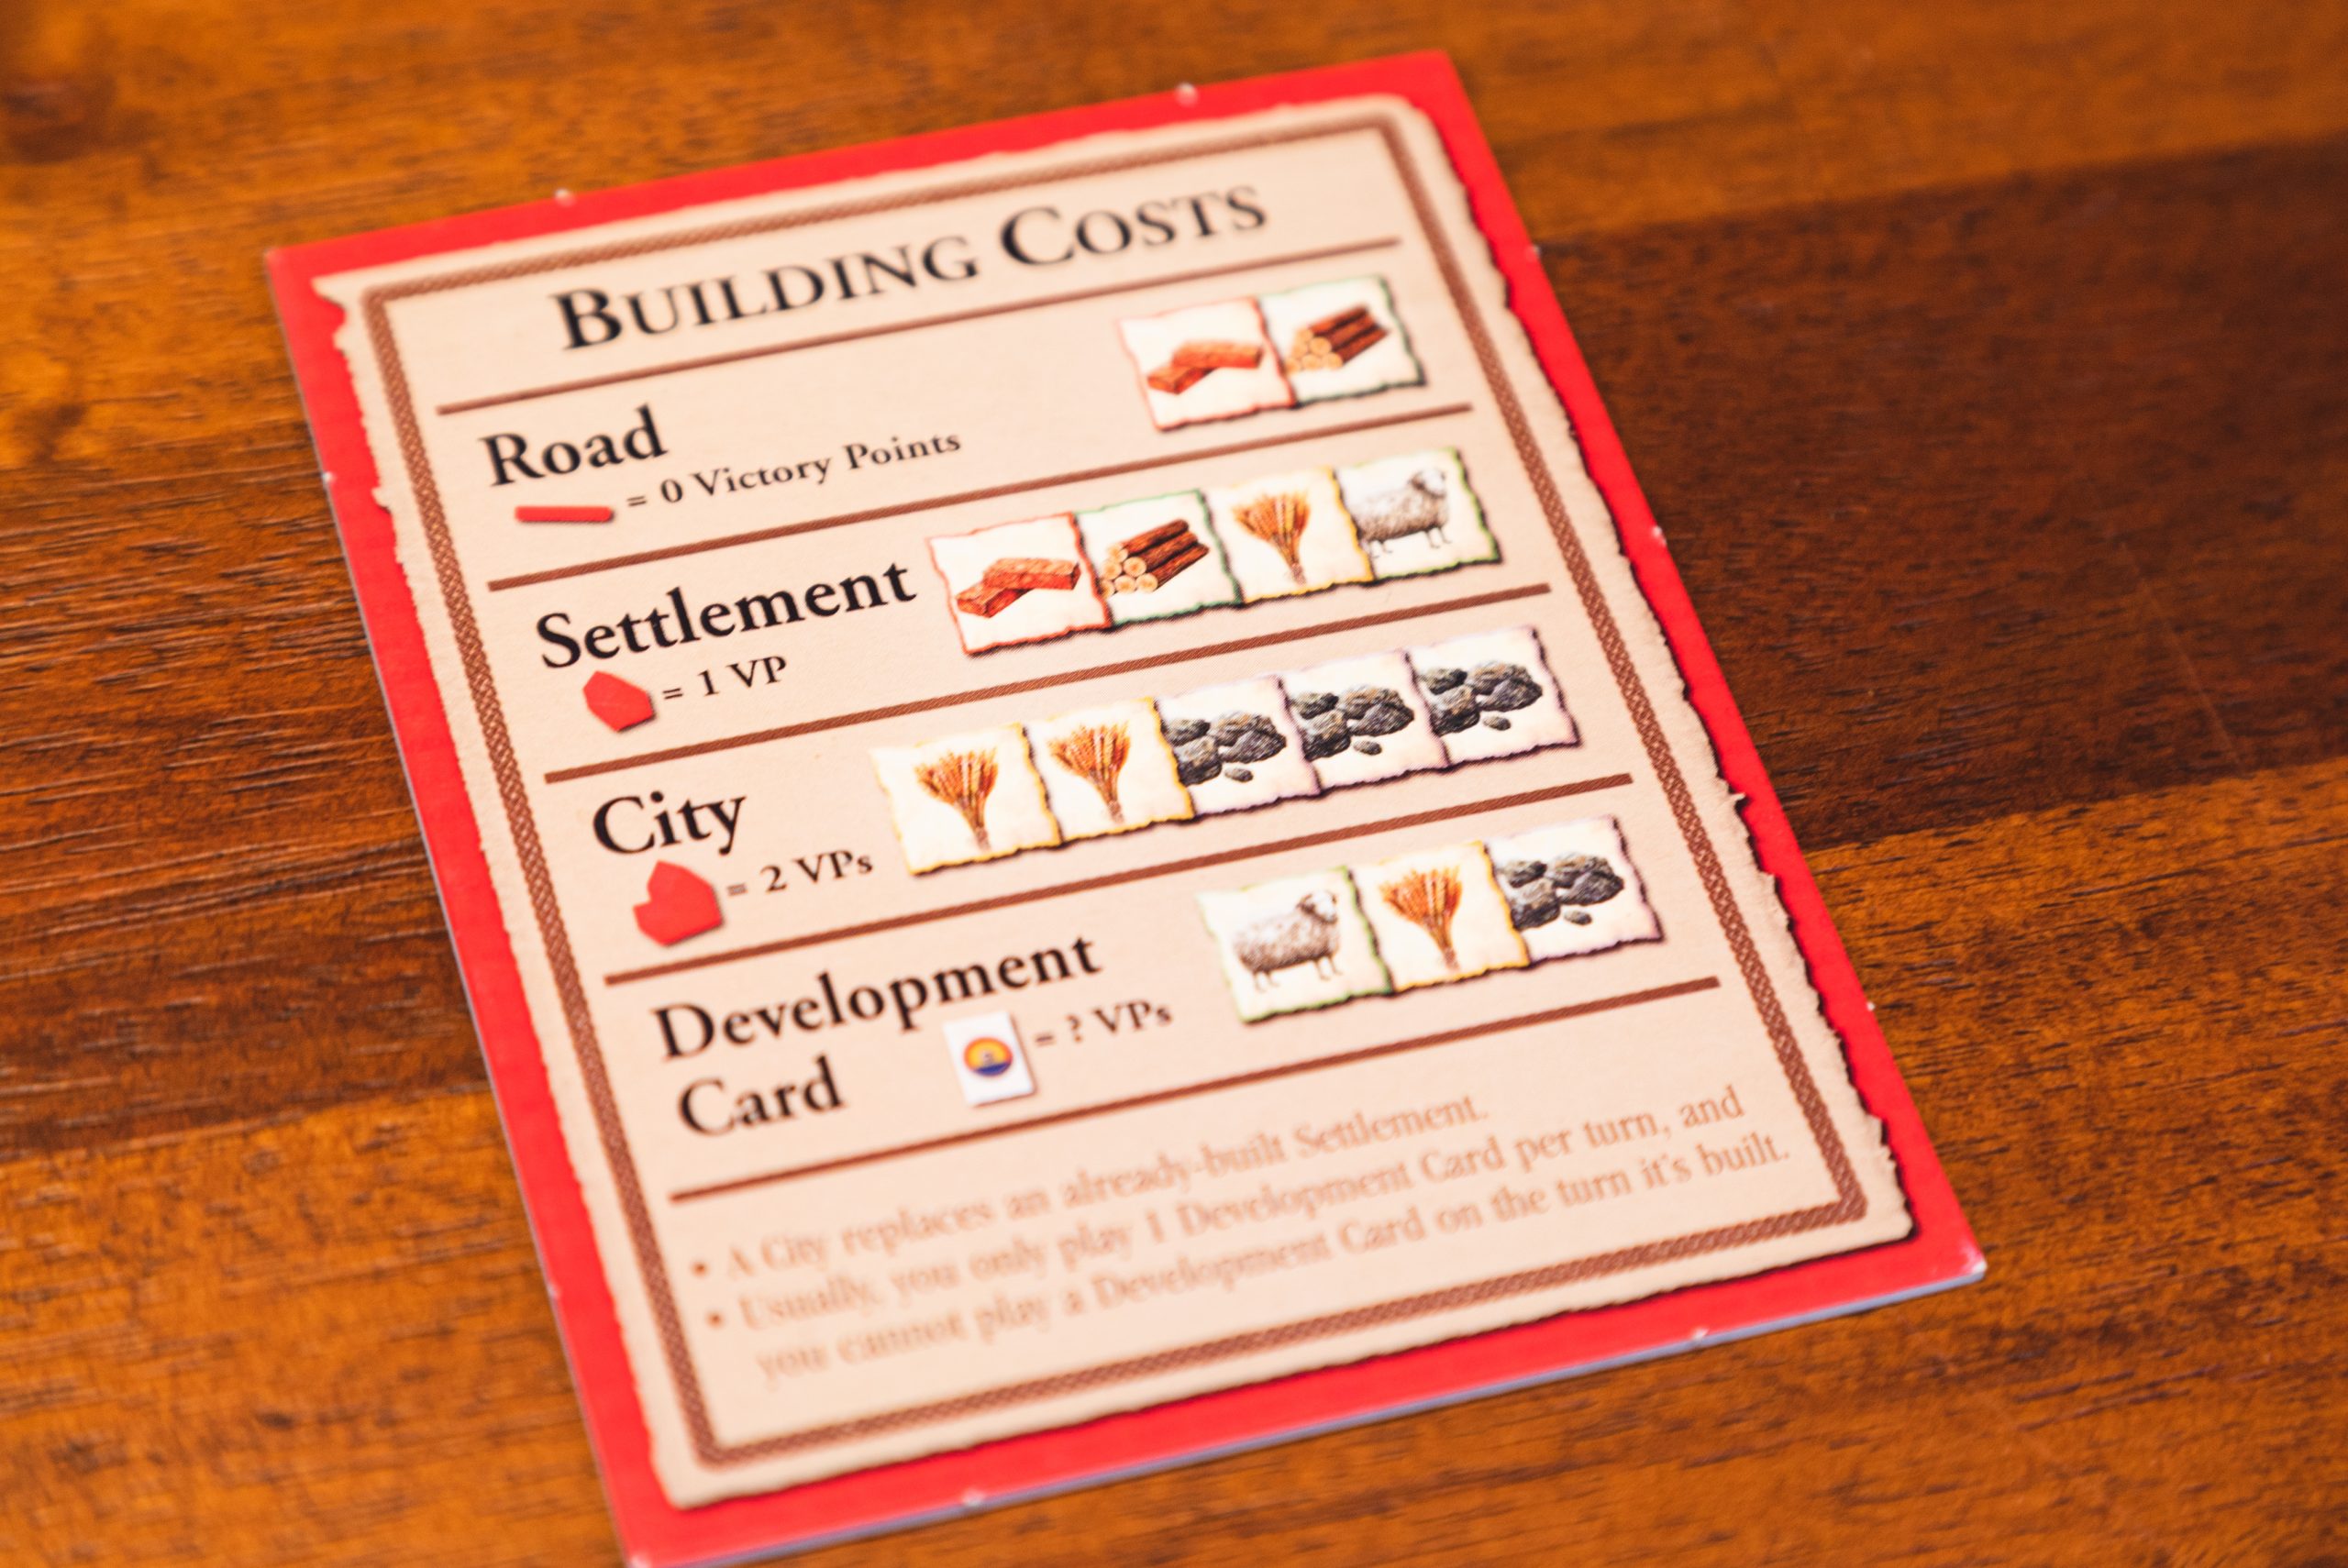 BUILDING COSTS
Road
= 0 Victory Points
Settlement
= 1 VP
City
= 2 VPs
Development
Card
= ? VPs
• A City replaces an already-built Settlement.
• Usually, you only play 1 Development Card per turn, and
you cannot play a Development Card on the turn it's built.